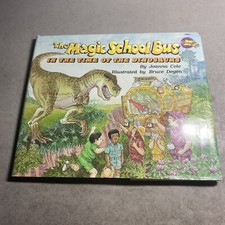 The Magic School Bus
IN THE TIME OF THE DINOSAURS
By Joanna Cole
Illustrated by Bruce Degen